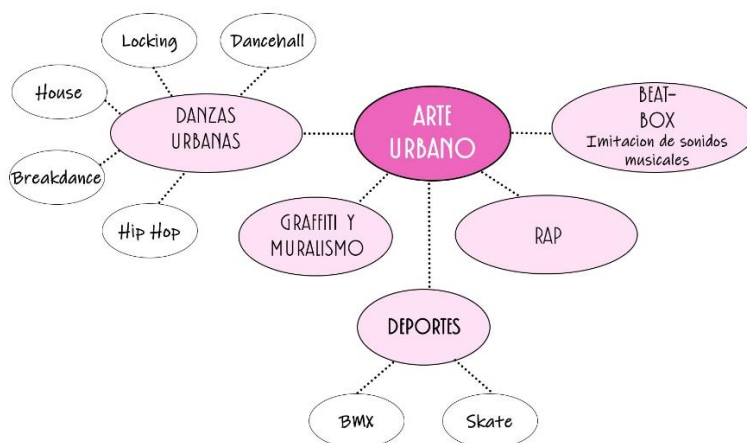 Locking
Dancehall
House
DANZAS
URBANAS
Breakdance
Hip Hop
ARTE
URBANO
BEAT-
BOX
Imitacion de sonidos
musicales
GRAFFITI Y
MURALISMO
RAP
DEPORTES
BMX
Skate